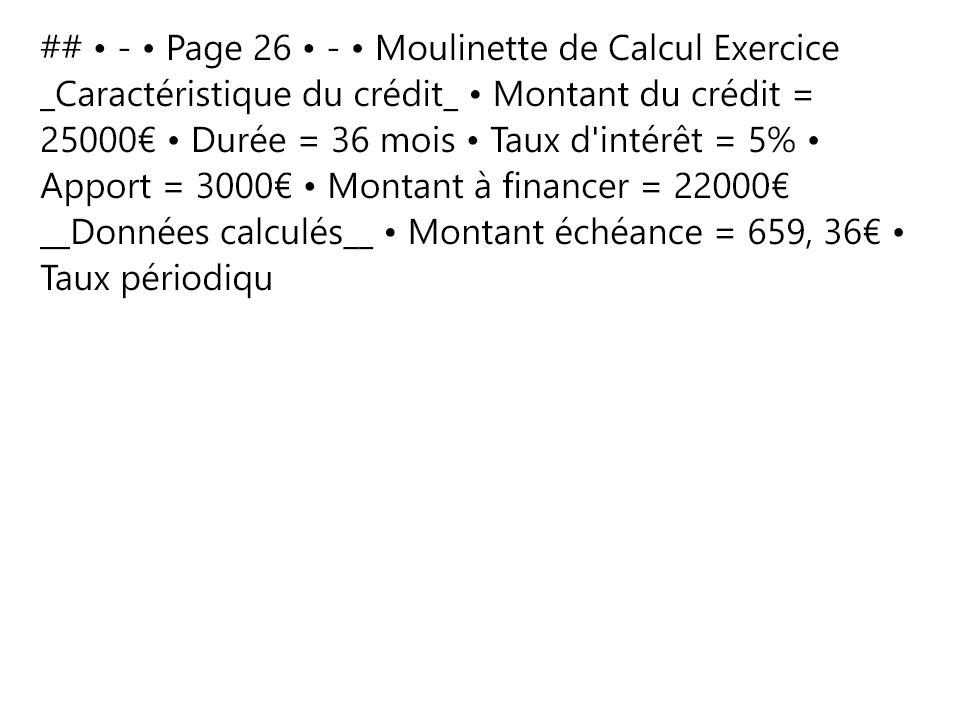 ## • - • Page 26 • - • Moulinette de Calcul Exercice
_Caractéristique du crédit_ • Montant du crédit =
25000€ • Durée = 36 mois • Taux d'intérêt = 5% •
Apport = 3000€ • Montant à financer = 22000€
__Données calculés__ • Montant échéance = 659, 36€ •
Taux périodiqu